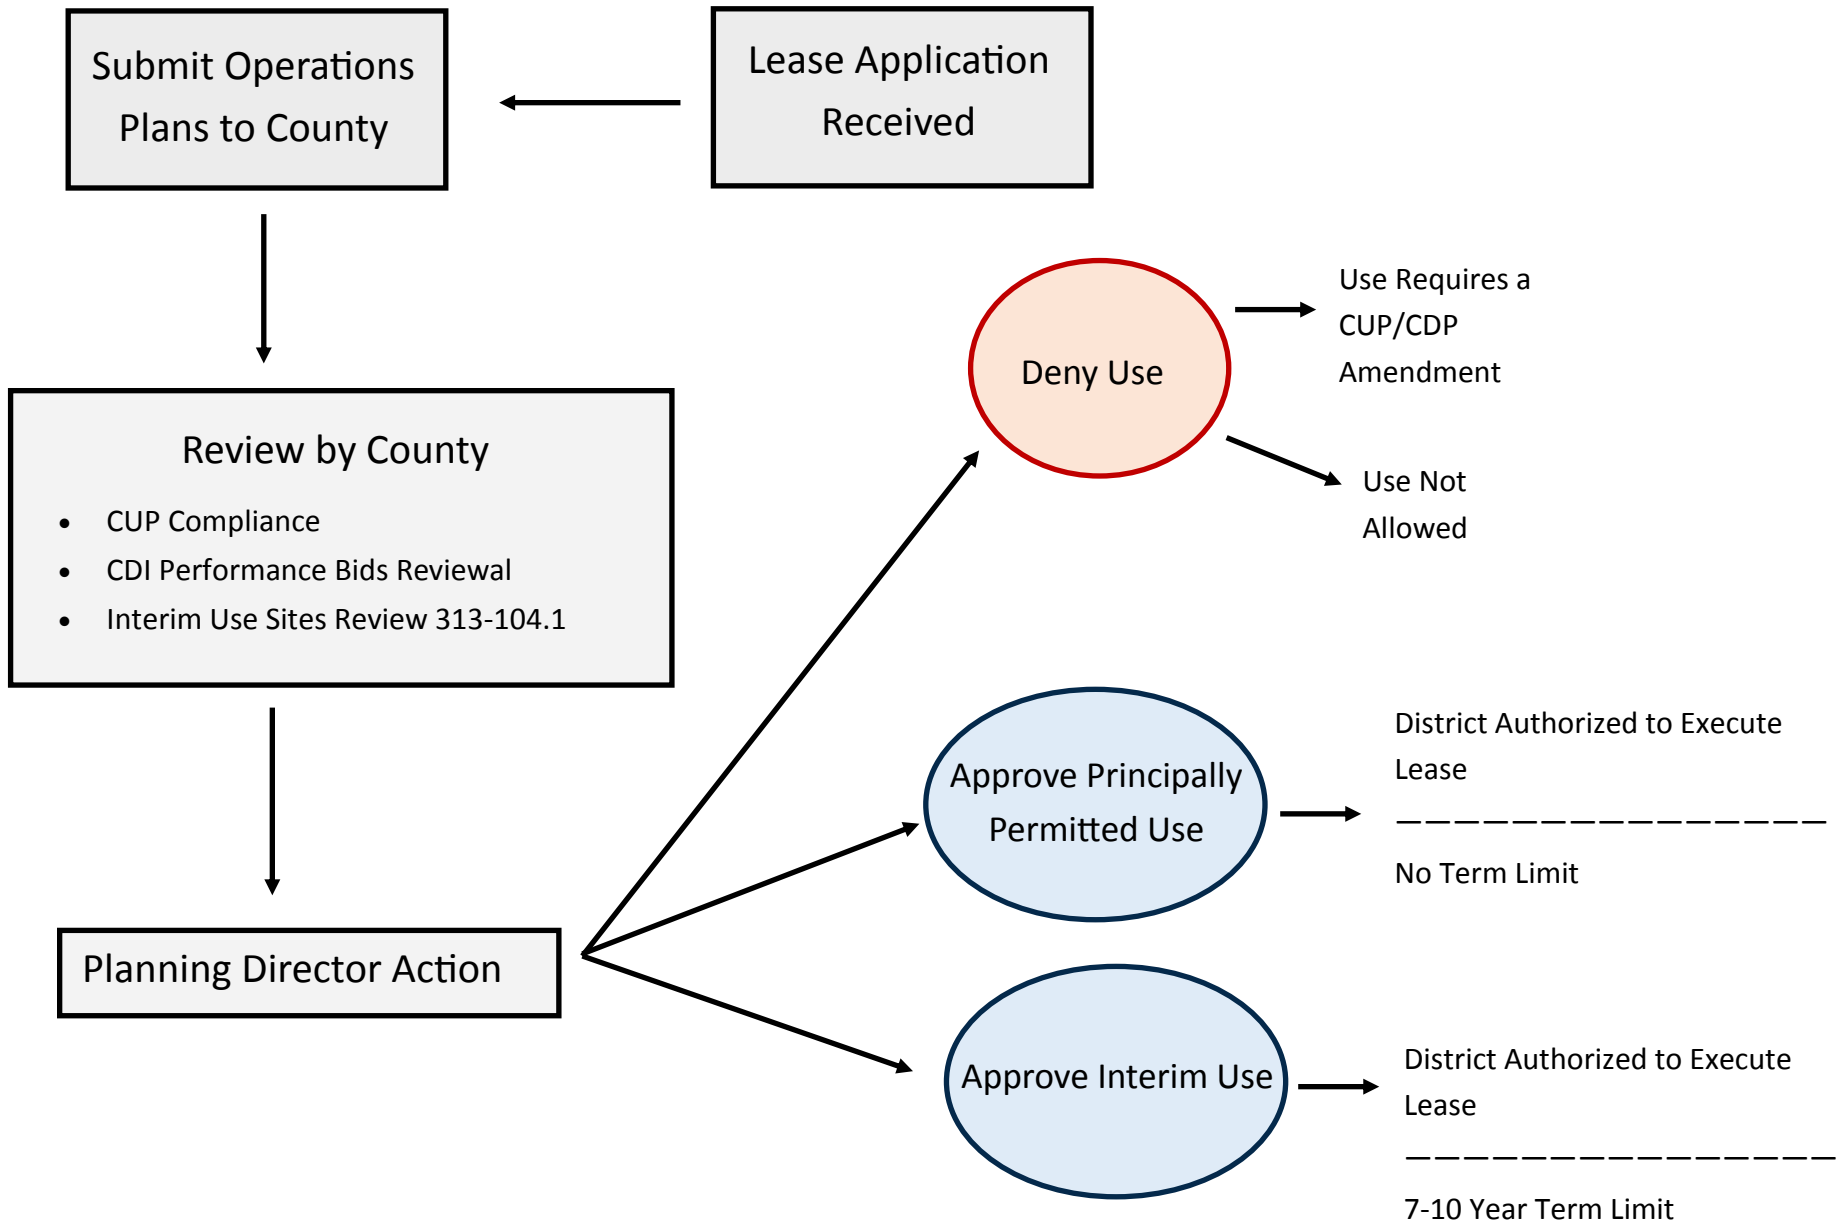 Submit Operations
Plans to County
Lease Application
Received
Review by County
• CUP Compliance
• CDI Performance Bids Reviewal
• Interim Use Sites Review 313-104.1
Planning Director Action
Deny Use
Use Requires a
CUP/CDP
Amendment
Use Not
Allowed
Approve Principally
Permitted Use
District Authorized to Execute
Lease
———————————————
No Term Limit
Approve Interim Use
District Authorized to Execute
Lease
———————————————
7-10 Year Term Limit